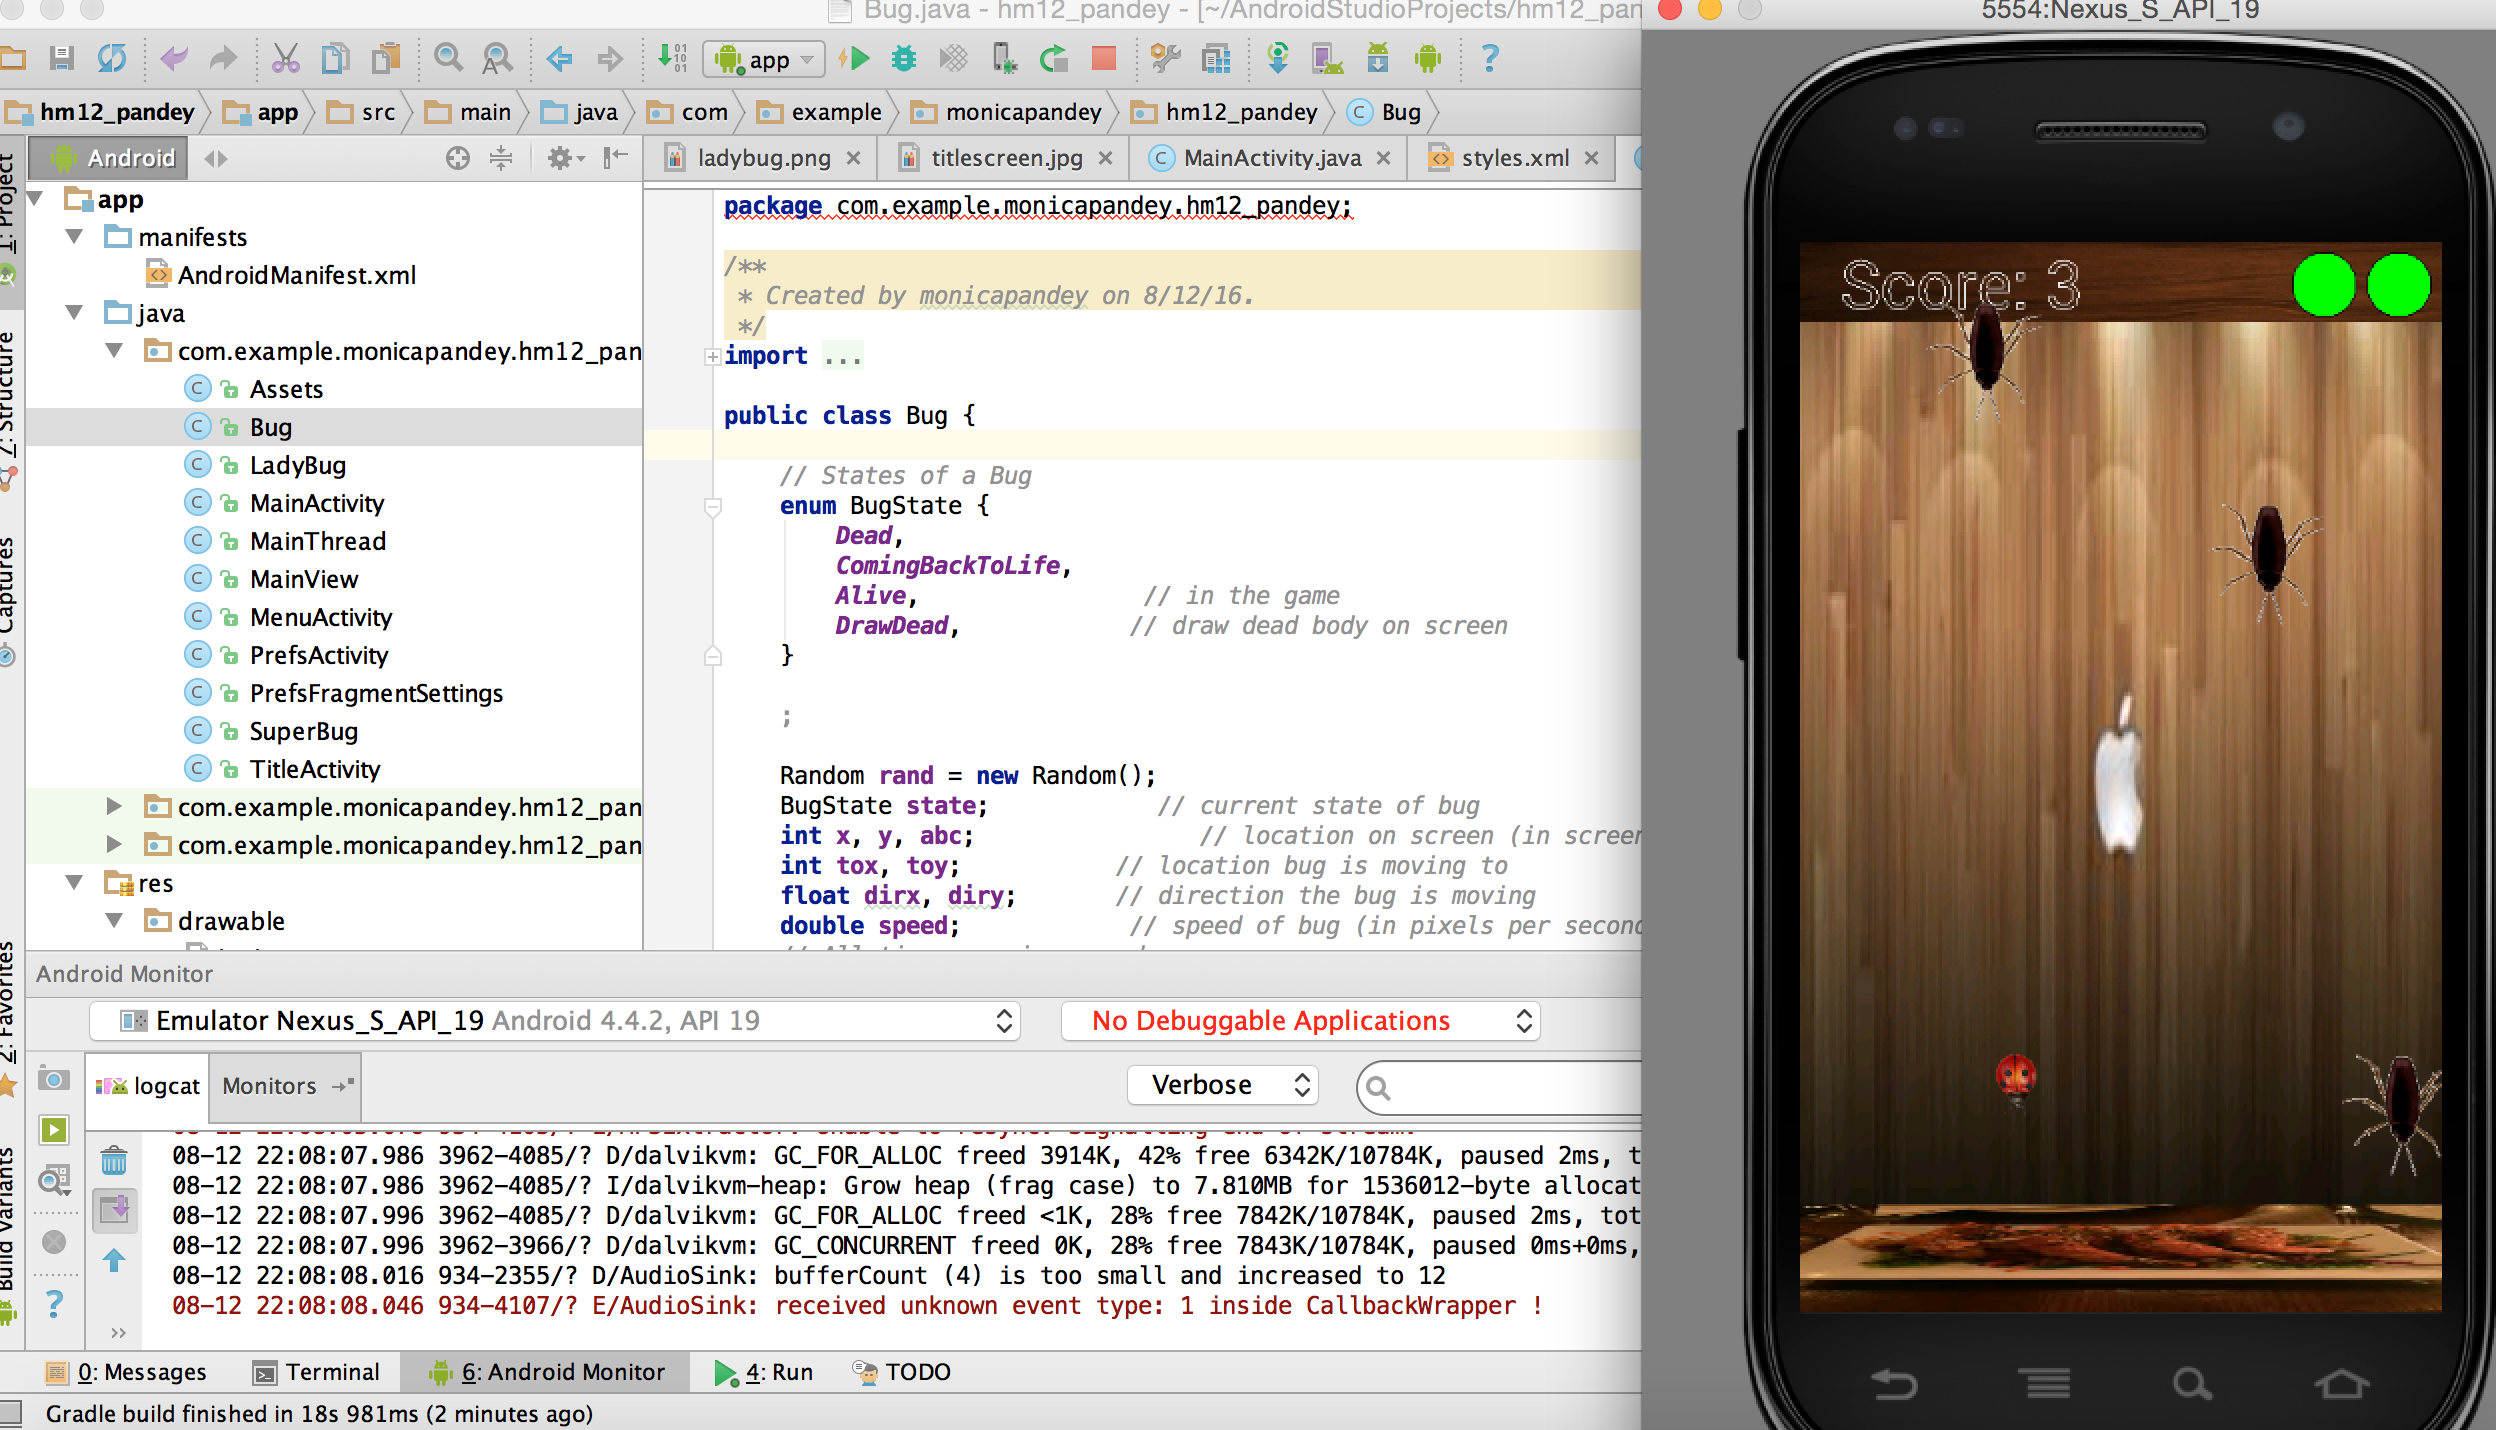 Bug.java - hm12_pandey - [~/AndroidStudioProjects/hm12_pan
5554:Nexus_S_API_19
app
hm12_pandey
app
src
main
java
com
example
monicapandey
hm12_pandey
Bug
Android
ladybug.png
titlescreen.jpg
MainActivity.java
styles.xml
1: Project
Z: Structure
Captures
2: Favorites
Build Variants
app
manifests
AndroidManifest.xml
java
com.example.monicapandey.hm12_pan
Assets
Bug
LadyBug
MainActivity
MainThread
MainView
MenuActivity
PrefsActivity
PrefsFragmentSettings
SuperBug
TitleActivity
com.example.monicapandey.hm12_pan
com.example.monicapandey.hm12_pan
res
drawable
package com.example.monicapandey.hm12_pandey;
/**
* Created by monicapandey on 8/12/16.
*/
import ...
public class Bug {
// States of a Bug
enum BugState {
Dead,
ComingBackToLife,
Alive, // in the game
DrawDead, // draw dead body on screen
}
;
Random rand = new Random();
BugState state; // current state of bug
int x, y, abc; // location on screen (in screen
int tox, toy; // location bug is moving to
float dirx, diry; // direction the bug is moving
double speed; // speed of bug (in pixels per second
Score: 3
Android Monitor
Emulator Nexus_S_API_19 Android 4.4.2, API 19
No Debuggable Applications
logcat
Monitors
Verbose
08-12 22:08:07.986 3962-4085/? D/dalvikvm: GC_FOR_ALLOC freed 3914K, 42% free 6342K/10784K, paused 2ms, t
08-12 22:08:07.986 3962-4085/? I/dalvikvm-heap: Grow heap (frag case) to 7.810MB for 1536012-byte allocat
08-12 22:08:07.996 3962-4085/? D/dalvikvm: GC_FOR_ALLOC freed <1K, 28% free 7842K/10784K, paused 2ms, tot
08-12 22:08:07.996 3962-3966/? D/dalvikvm: GC_CONCURRENT freed 0K, 28% free 7843K/10784K, paused 0ms+0ms,
08-12 22:08:08.016 934-2355/? D/AudioSink: bufferCount (4) is too small and increased to 12
08-12 22:08:08.046 934-4107/? E/AudioSink: received unknown event type: 1 inside CallbackWrapper !
0: Messages
Terminal
6: Android Monitor
4: Run
TODO
Gradle build finished in 18s 981ms (2 minutes ago)